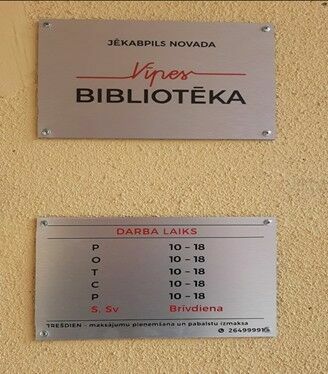 JĒKABPILS NOVADA
Vīpes
BIBLIOTĒKA
DARBA LAIKS
P 10 - 18
O 10 - 18
T 10 - 18
C 10 - 18
P 10 - 18
S, Sv Brīvdiena
TREŠDIEN - maksājumu pieņemšana un pabalstu izmaksa